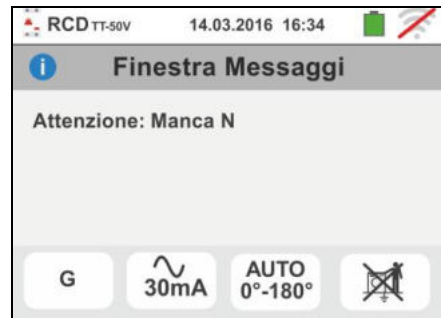 RCD TT-50V 14.03.2016 16:34
Finestra Messaggi
Attenzione: Manca N
G 30mA AUTO 0°-180°